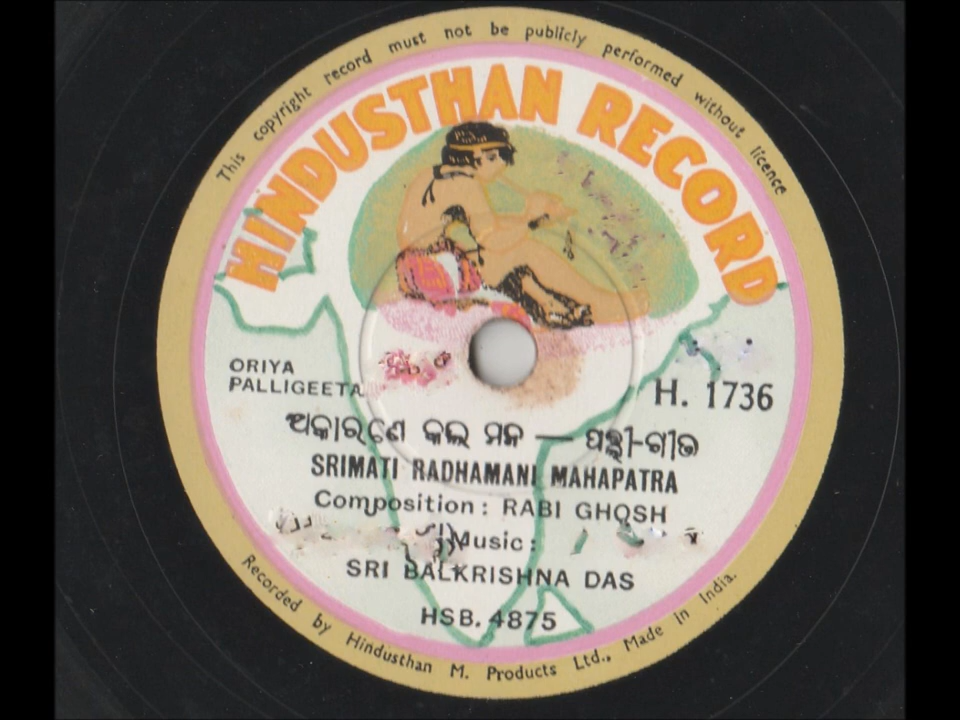 This copyright record must not be publicly performed without licence
HINDUSTHAN RECORD
ORIYA
PALLIGEETA
H. 1736
ଅକାରଣେ କଲ ମନ — ପଲ୍ଲୀ-ଗୀତ
SRIMATI RADHAMANI MAHAPATRA
Composition : RABI GHOSH
Music :
SRI BALKRISHNA DAS
HSB. 4875
Recorded by Hindusthan M. Products Ltd., Made in India.